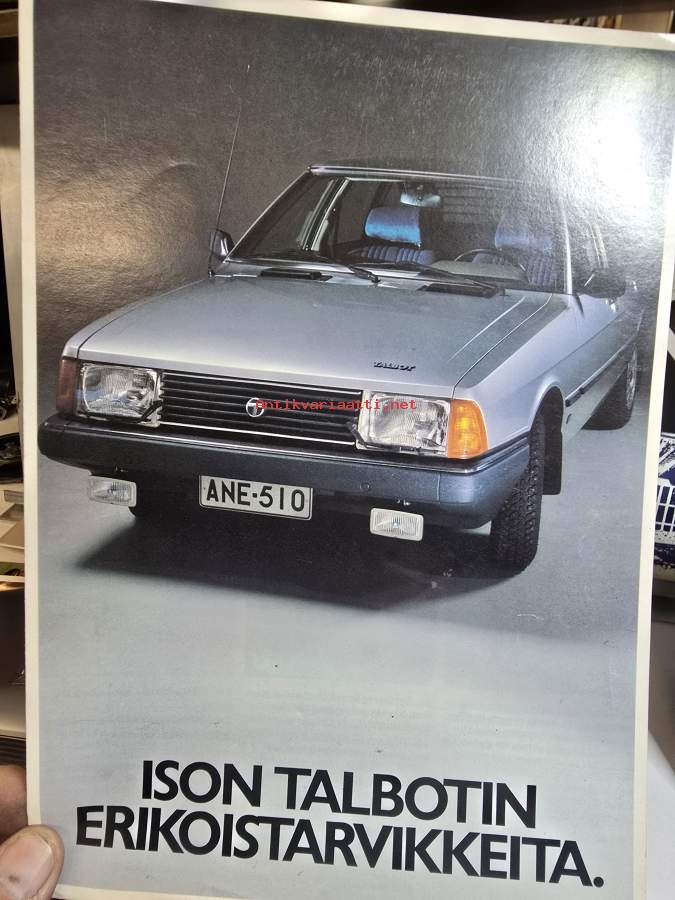 TALBOT
antikvariaatti.net
ANE-510
ISON TALBOTIN
ERIKOISTARVIKKEITA.